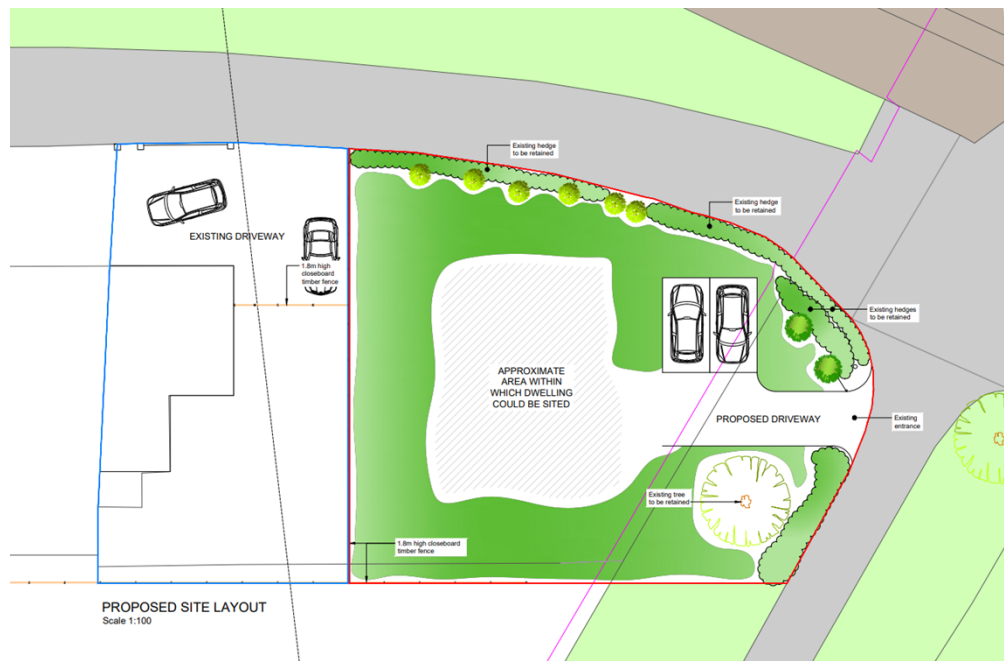 Existing hedge
to be retained
Existing hedge
to be retained
EXISTING DRIVEWAY
1.8m high
closeboard
timber fence
Existing hedges
to be retained
APPROXIMATE
AREA WITHIN
WHICH DWELLING
COULD BE SITED
PROPOSED DRIVEWAY
Existing
entrance
Existing tree
to be retained
1.8m high closeboard
timber fence
PROPOSED SITE LAYOUT
Scale 1:100